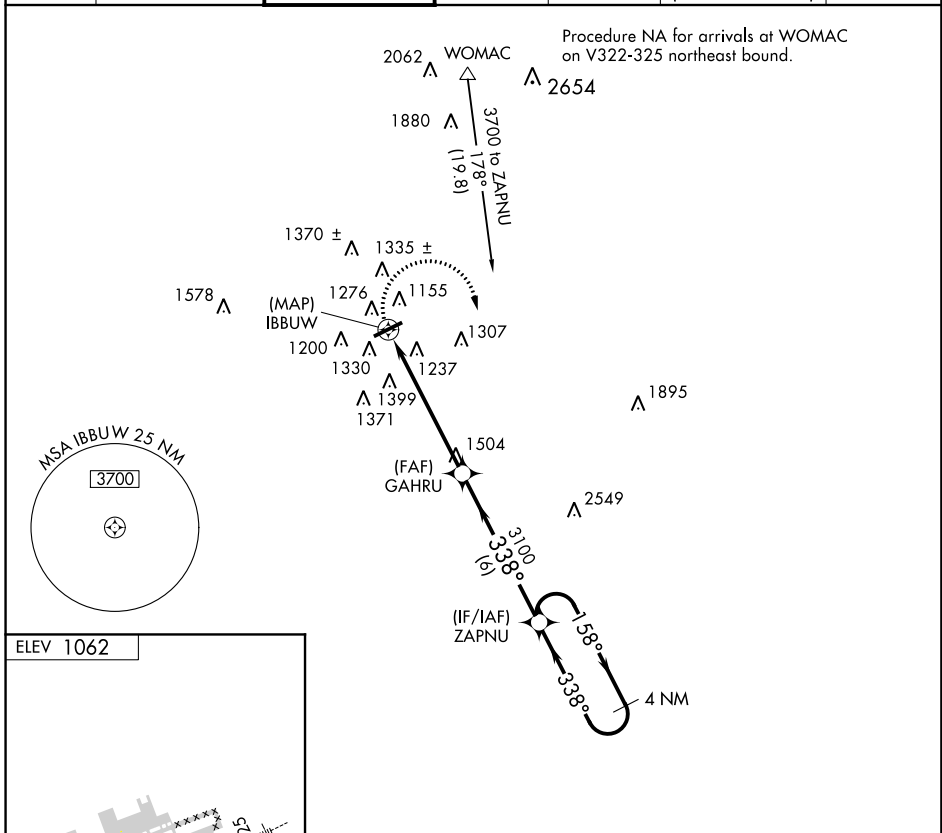 Procedure NA for arrivals at WOMAC
on V322-325 northeast bound.
2062
WOMAC
2654
1880
3700 to ZAPNU
178°
(19.8)
1370 ±
1335 ±
1578
1276
1155
(MAP)
IBBUW
1307
1200
1330
1237
1399
1371
1895
MSA IBBUW 25 NM
3700
1504
(FAF)
GAHRU
2549
3100
338°
(6)
(IF/IAF)
ZAPNU
158°
338°
4 NM
ELEV 1062
25